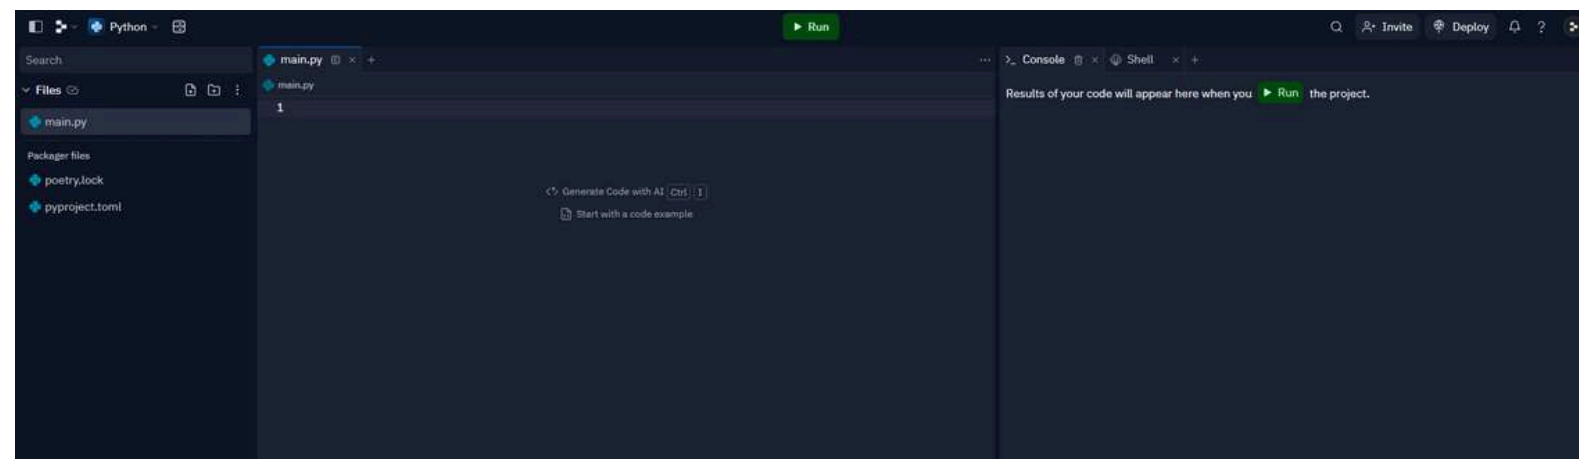 Python
Run
Invite
Deploy
?
Search
main.py
Console
Shell
Files
main.py
1
Results of your code will appear here when you Run the project.
main.py
Packager files
poetry.lock
Generate Code with AI Ctrl I
pyproject.toml
Start with a code example